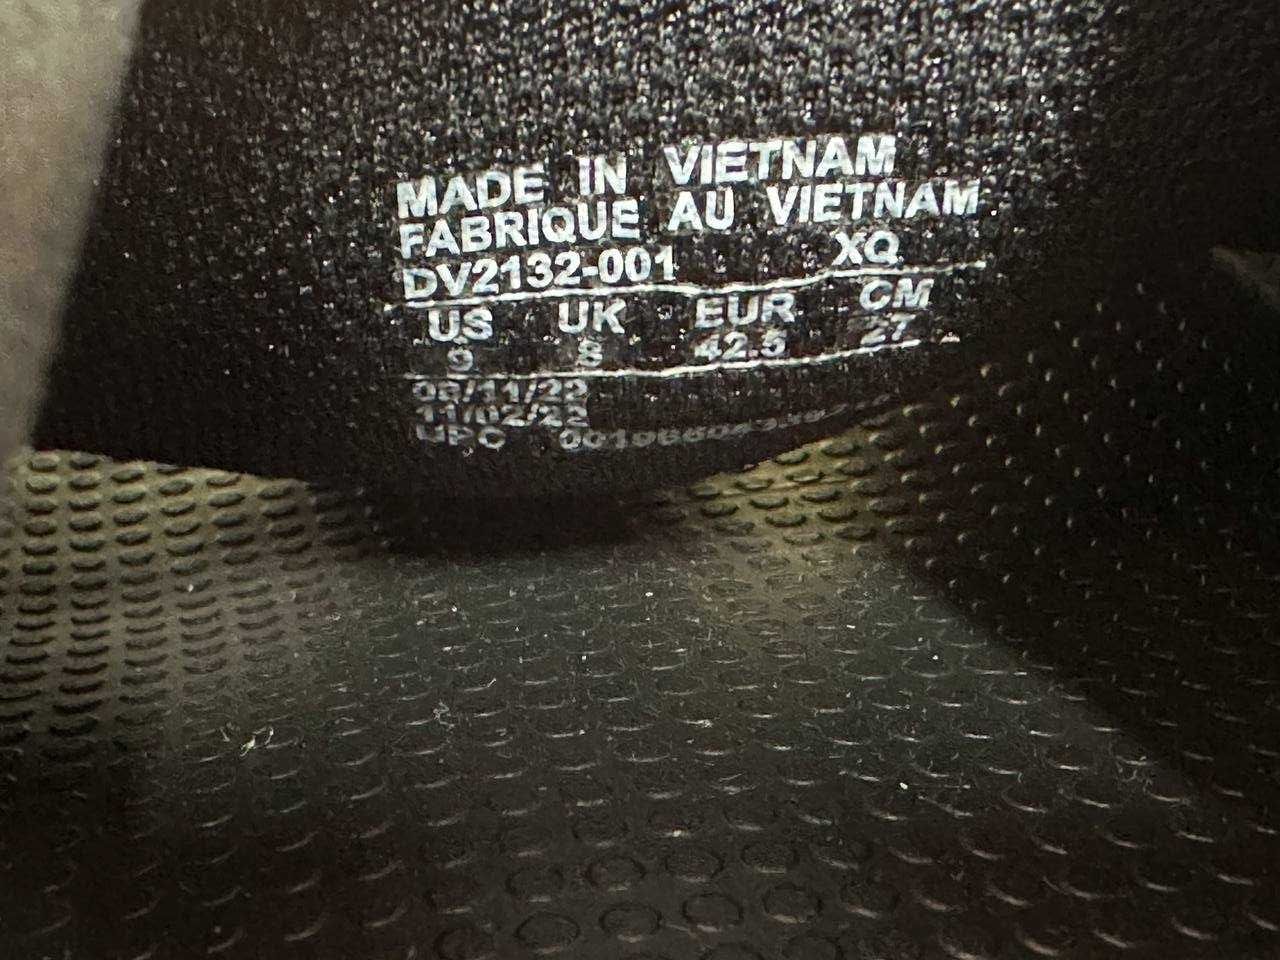 MADE IN VIETNAM
FABRIQUE AU VIETNAM
DV2132-001 XQ
US UK EUR CM
9 8 42.5 27
08/11/22
11/02/22
UPC